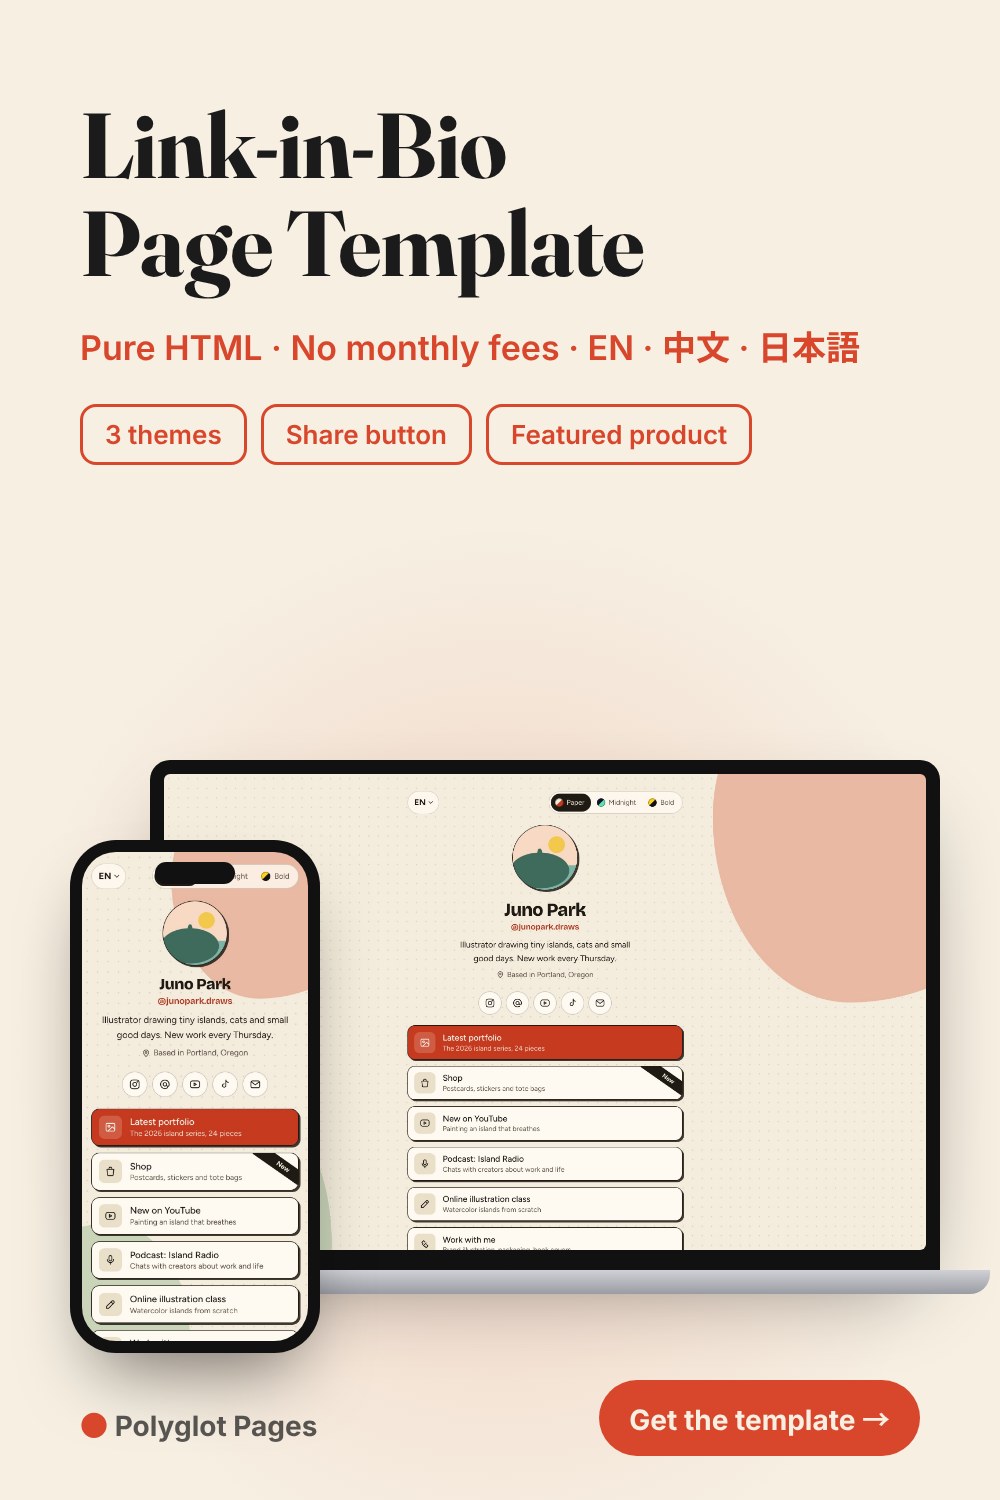 Link-in-Bio
Page Template
Pure HTML · No monthly fees · EN · 中文 · 日本語
3 themes
Share button
Featured product
EN
Paper
Midnight
Bold
Juno Park
@junopark.draws
Illustrator drawing tiny islands, cats and small
good days. New work every Thursday.
Based in Portland, Oregon
Latest portfolio
The 2026 island series, 24 pieces
Shop
Postcards, stickers and tote bags
New
New on YouTube
Painting an island that breathes
Podcast: Island Radio
Chats with creators about work and life
Online illustration class
Watercolor islands from scratch
Work with me
EN
ight
Bold
Juno Park
@junopark.draws
Illustrator drawing tiny islands, cats and small
good days. New work every Thursday.
Based in Portland, Oregon
Latest portfolio
The 2026 island series, 24 pieces
Shop
Postcards, stickers and tote bags
New
New on YouTube
Painting an island that breathes
Podcast: Island Radio
Chats with creators about work and life
Online illustration class
Watercolor islands from scratch
Polyglot Pages
Get the template →